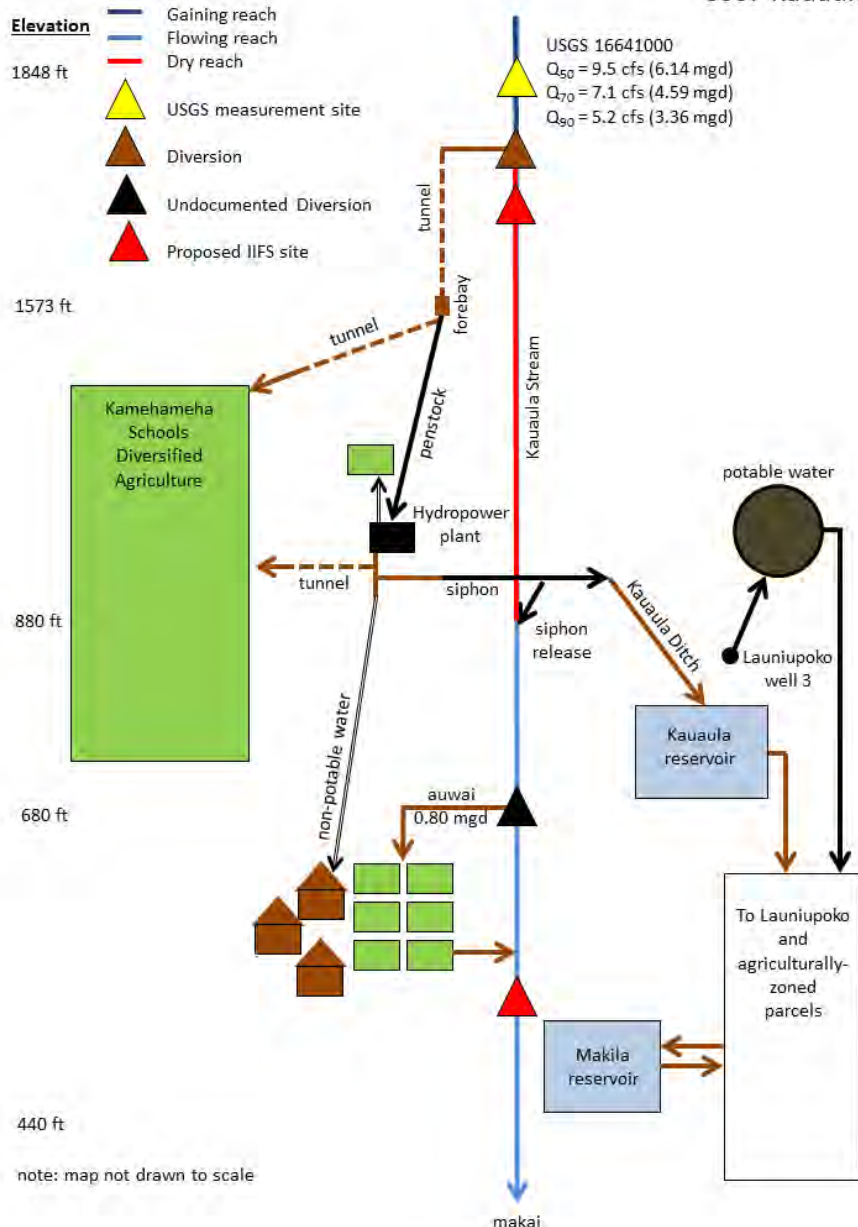 Elevation
Gaining reach
Flowing reach
Dry reach
USGS measurement site
Diversion
Undocumented Diversion
Proposed IIFS site
USGS 16641000
Q50 = 9.5 cfs (6.14 mgd)
Q70 = 7.1 cfs (4.59 mgd)
Q90 = 5.2 cfs (3.36 mgd)
1848 ft
tunnel
1573 ft
forebay
tunnel
Kauaula Stream
Kamehameha
Schools
Diversified
Agriculture
penstock
potable water
Hydropower
plant
tunnel
siphon
Kauaula Ditch
880 ft
siphon
release
Launiupoko
well 3
Kauaula
reservoir
non-potable water
680 ft
auwai
0.80 mgd
To Launiupoko
and
agriculturally-
zoned
parcels
Makila
reservoir
440 ft
note: map not drawn to scale
makai